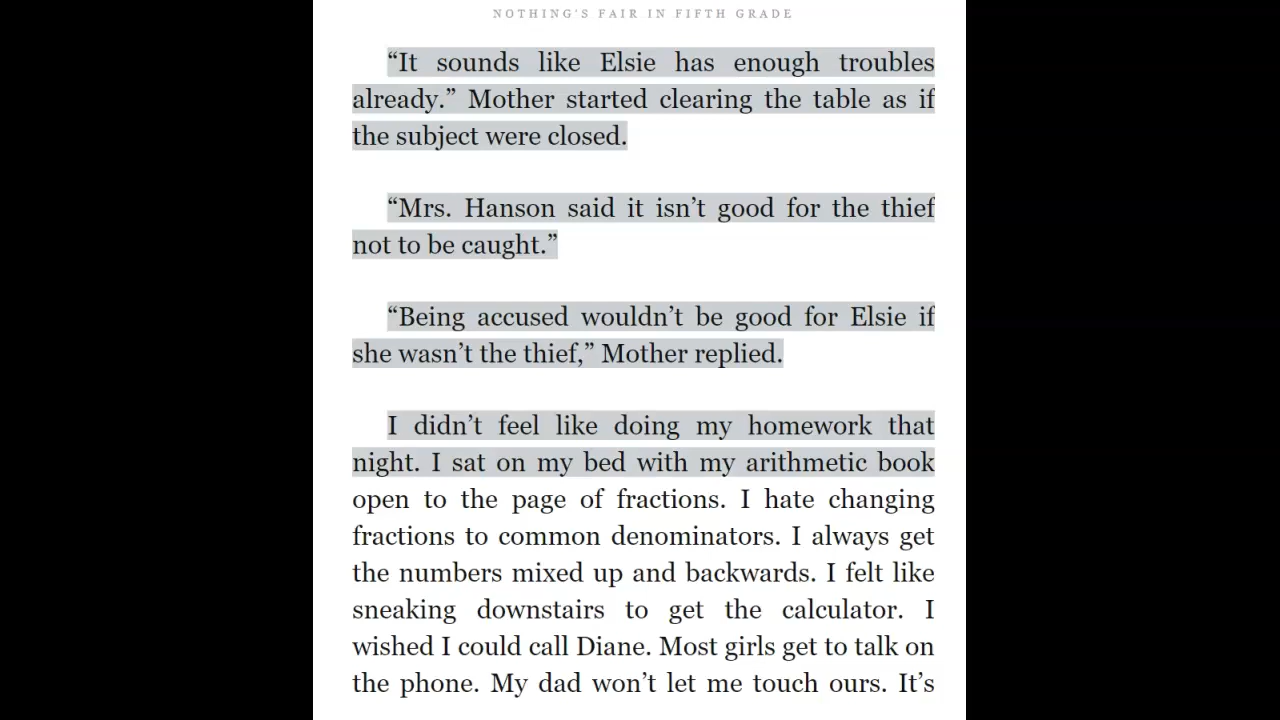 NOTHING'S FAIR IN FIFTH GRADE
“It sounds like Elsie has enough troubles
already.” Mother started clearing the table as if
the subject were closed.
“Mrs. Hanson said it isn’t good for the thief
not to be caught.”
“Being accused wouldn’t be good for Elsie if
she wasn’t the thief,” Mother replied.
I didn’t feel like doing my homework that
night. I sat on my bed with my arithmetic book
open to the page of fractions. I hate changing
fractions to common denominators. I always get
the numbers mixed up and backwards. I felt like
sneaking downstairs to get the calculator. I
wished I could call Diane. Most girls get to talk on
the phone. My dad won’t let me touch ours. It’s